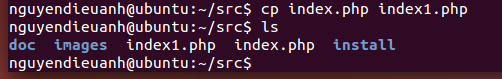 nguyendieuanh@ubuntu:~/src$ cp index.php index1.php
nguyendieuanh@ubuntu:~/src$ ls
doc  images  index1.php  index.php  install
nguyendieuanh@ubuntu:~/src$